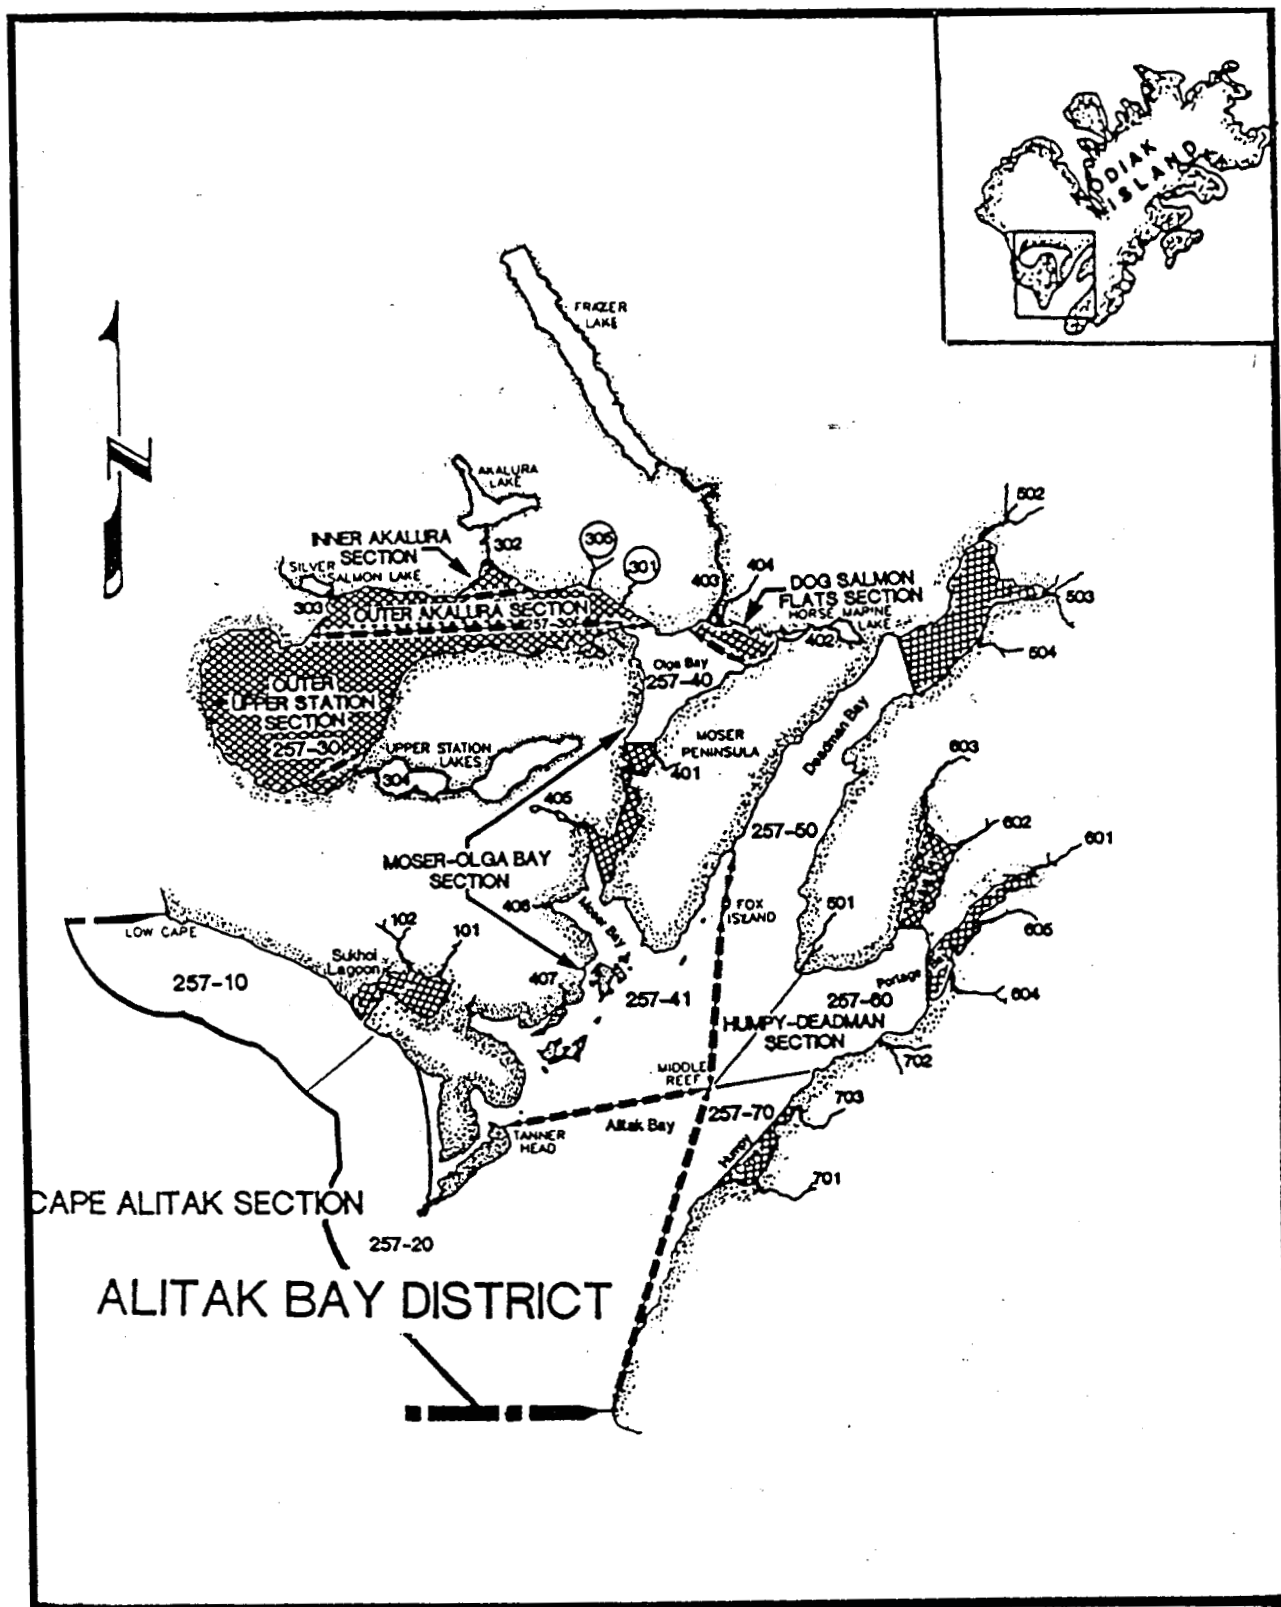 ODIAK
ISLAND
FRAZER
LAKE
N
AKALURA
LAKE
502
INNER AKALURA
SECTION
302
305
301
SILVER
SALMON LAKE
403
404
DOG SALMON
FLATS SECTION
HORSE MARINE
LAKE
503
303
OUTER AKALURA SECTION
257-30
402
504
Olga Bay
257-40
OUTER
UPPER STATION
SECTION
257-30
MOSER
PENINSULA
Deadman Bay
UPPER STATION
LAKES
304
401
603
405
257-50
602
601
MOSER-OLGA BAY
SECTION
406
Moser Bay
FOX
ISLAND
501
605
LOW CAPE
102
101
Sukhoi
Lagoon
257-10
407
257-41
Portage
257-60
604
HUMPY-DEADMAN
SECTION
702
MIDDLE
REEF
257-70
703
TANNER
HEAD
Alitak Bay
Humpy
701
CAPE ALITAK SECTION
257-20
ALITAK BAY DISTRICT